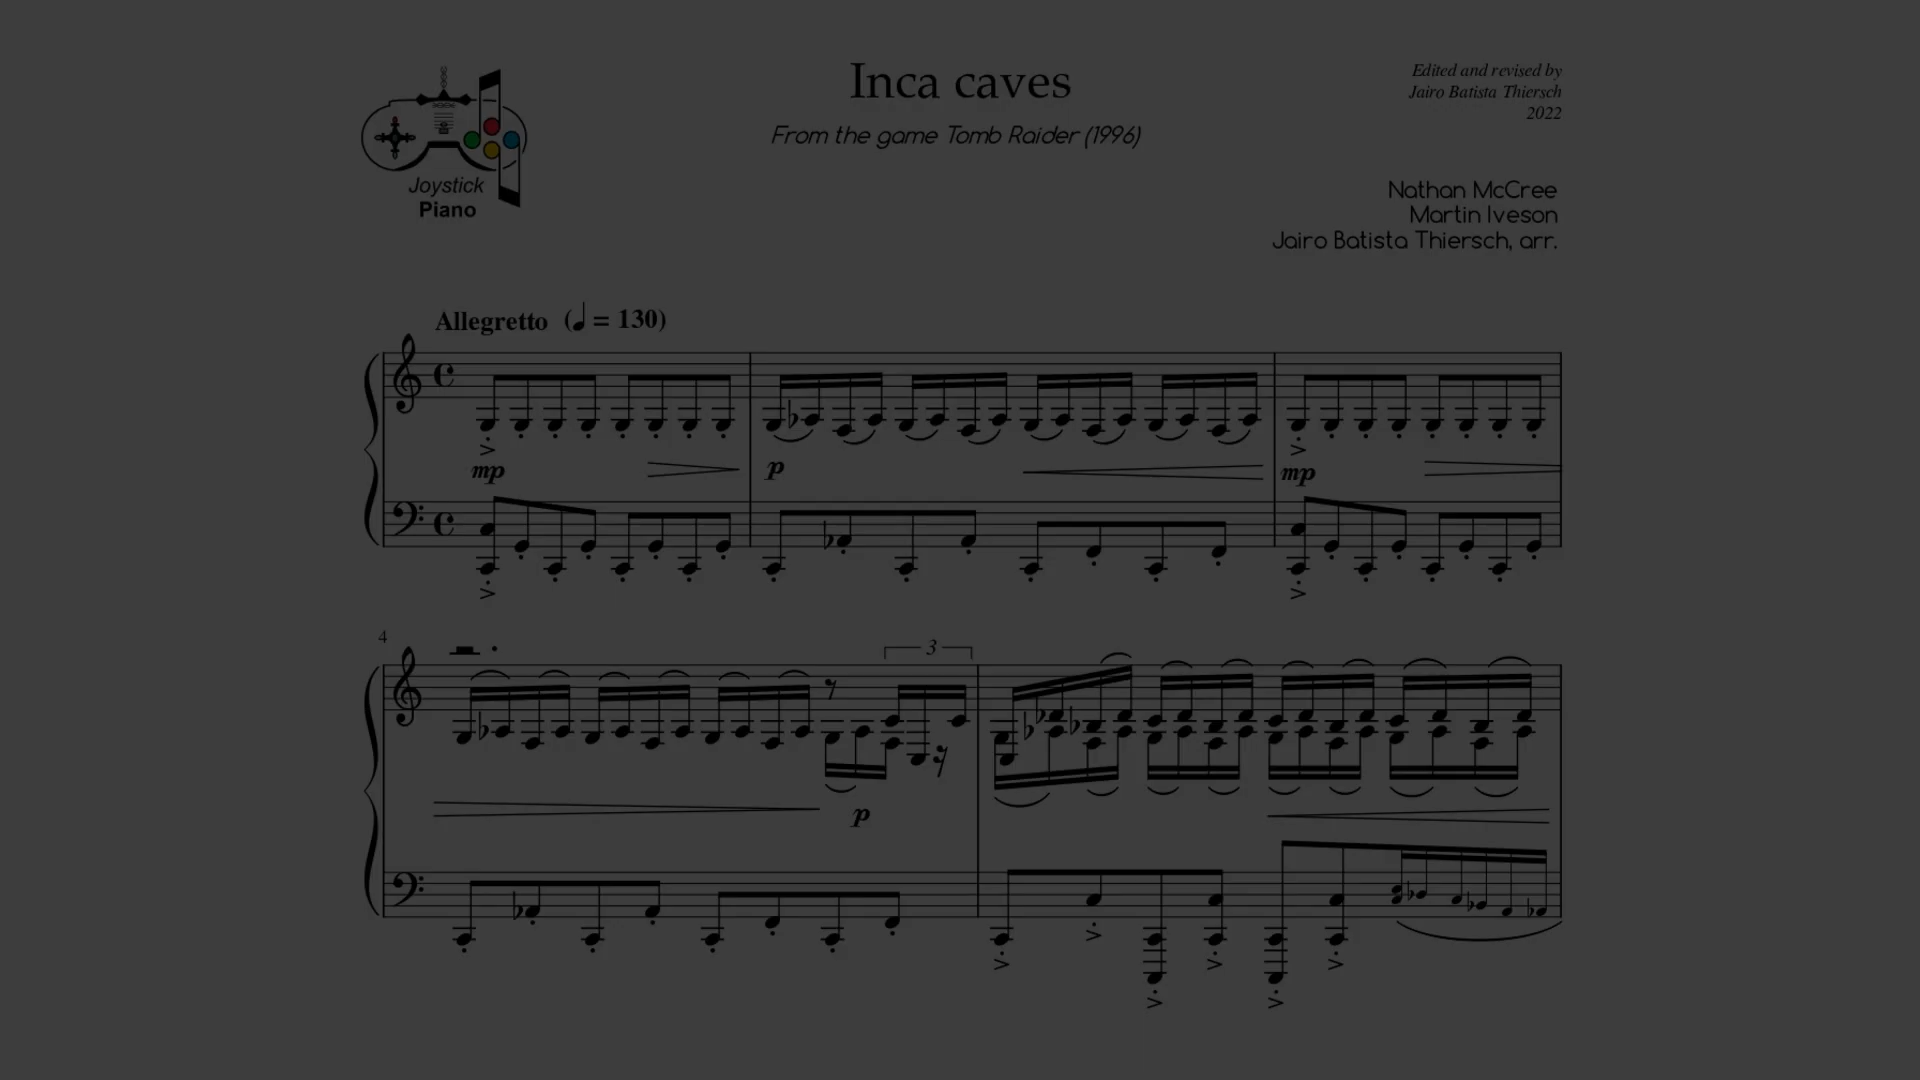 Inca caves
From the game Tomb Raider (1996)
Edited and revised by
Jairo Batista Thiersch
2022
Joystick
Piano
Nathan McCree
Martin Iveson
Jairo Batista Thiersch, arr.
Allegretto (♩ = 130)
mp
p
mp
4
3
p